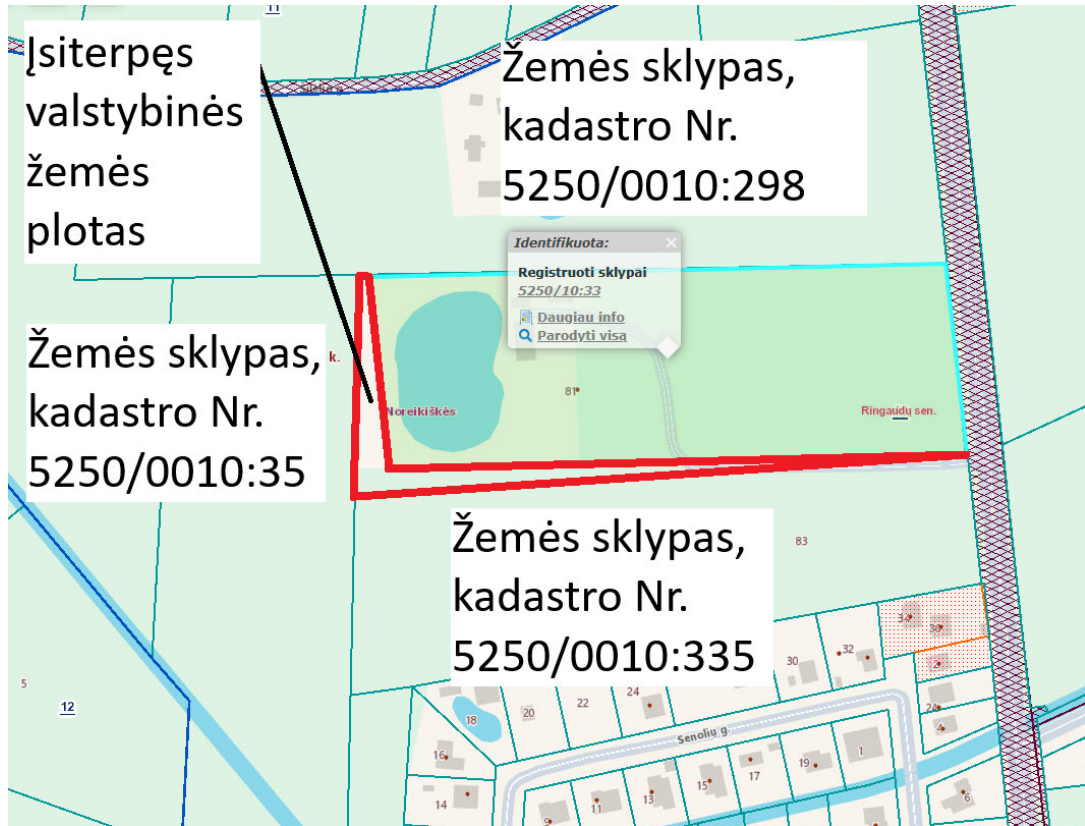 11
Įsiterpęs
valstybinės
žemės
plotas
Žemės sklypas,
kadastro Nr.
5250/0010:298
Identifikuota:
Registruoti sklypai
5250/10:33
Daugiau info
Parodyti visą
Žemės sklypas,
kadastro Nr.
5250/0010:35
k.
Noreikiškės
81
Ringaudų sen.
Žemės sklypas,
kadastro Nr.
5250/0010:335
83
5
12
34
30
32
24
22
20
18
16
14
Senolių g.
24
2
4
1
19
17
15
13
11
9
6